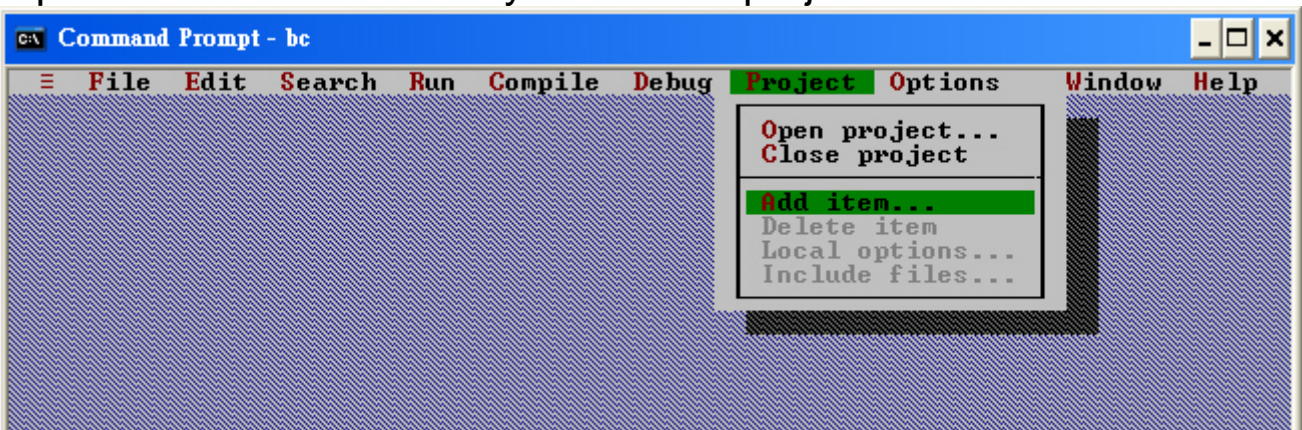 Command Prompt - bc
≡ File Edit Search Run Compile Debug Project Options Window Help
Open project...
Close project
Add item...
Delete item
Local options...
Include files...